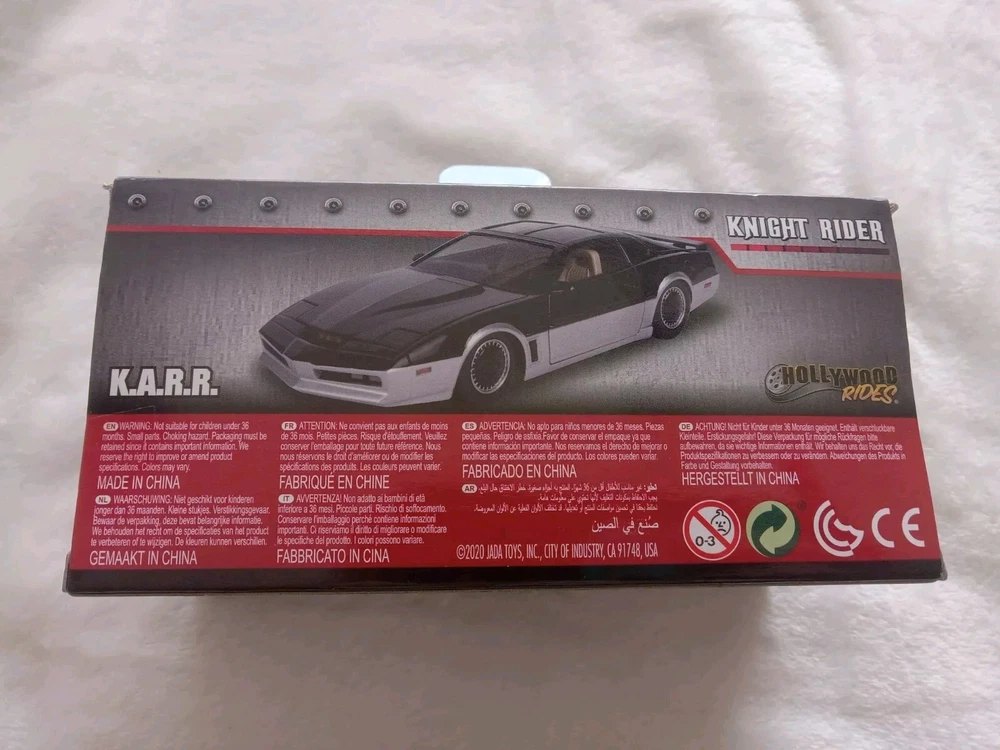 KNIGHT RIDER
K.A.R.R.
HOLLYWOOD
RIDES
EN WARNING: Not suitable for children under 36
months. Small parts. Choking hazard. Packaging must be
retained since it contains important information. We
reserve the right to improve or amend product
specifications. Colors may vary.
MADE IN CHINA
NL WAARSCHUWING: Niet geschikt voor kinderen
jonger dan 36 maanden. Kleine stukjes. Verstikkingsgevaar.
Bewaar de verpakking, deze bevat belangrijke informatie.
We behouden het recht om de specificaties van het product
te verbeteren of te wijzigen. De kleuren kunnen verschillen.
GEMAAKT IN CHINA
FR ATTENTION: Ne convient pas aux enfants de moins
de 36 mois. Petites pièces. Risque d'étouffement. Veuillez
conserver l'emballage pour toute future référence. Nous
nous réservons le droit d'améliorer ou de modifier les
spécifications des produits. Les couleurs peuvent varier.
FABRIQUÉ EN CHINE
IT AVVERTENZA: Non adatto ai bambini di età
inferiore a 36 mesi. Piccole parti. Rischio di soffocamento.
Conservare l'imballaggio perché contiene informazioni
importanti. Ci riserviamo il diritto di migliorare o modificare
le specifiche del prodotto. I colori possono variare.
FABBRICATO IN CINA
ES ADVERTENCIA: No apto para niños menores de 36 meses. Piezas
pequeñas. Peligro de asfixia. Favor de conservar el empaque ya que
contiene información importante. Nos reservamos el derecho de mejorar o
modificar las especificaciones del producto. Los colores pueden variar.
FABRICADO EN CHINA
AR تحذير: غير مناسب للأطفال أقل من 36 شهرًا.
صنع في الصين
©2020 JADA TOYS, INC., CITY OF INDUSTRY, CA 91748, USA
DE ACHTUNG! Nicht für Kinder unter 36 Monaten geeignet. Enthält verschluckbare
Kleinteile. Erstickungsgefahr! Diese Verpackung für mögliche Rückfragen bitte
aufbewahren, da sie wichtige Informationen enthält. Wir behalten uns das Recht vor, die
Produktspezifikationen zu verbessern oder zu verändern. Abweichungen des Produkts in
Farbe und Gestaltung vorbehalten.
HERGESTELLT IN CHINA
0-3
CE